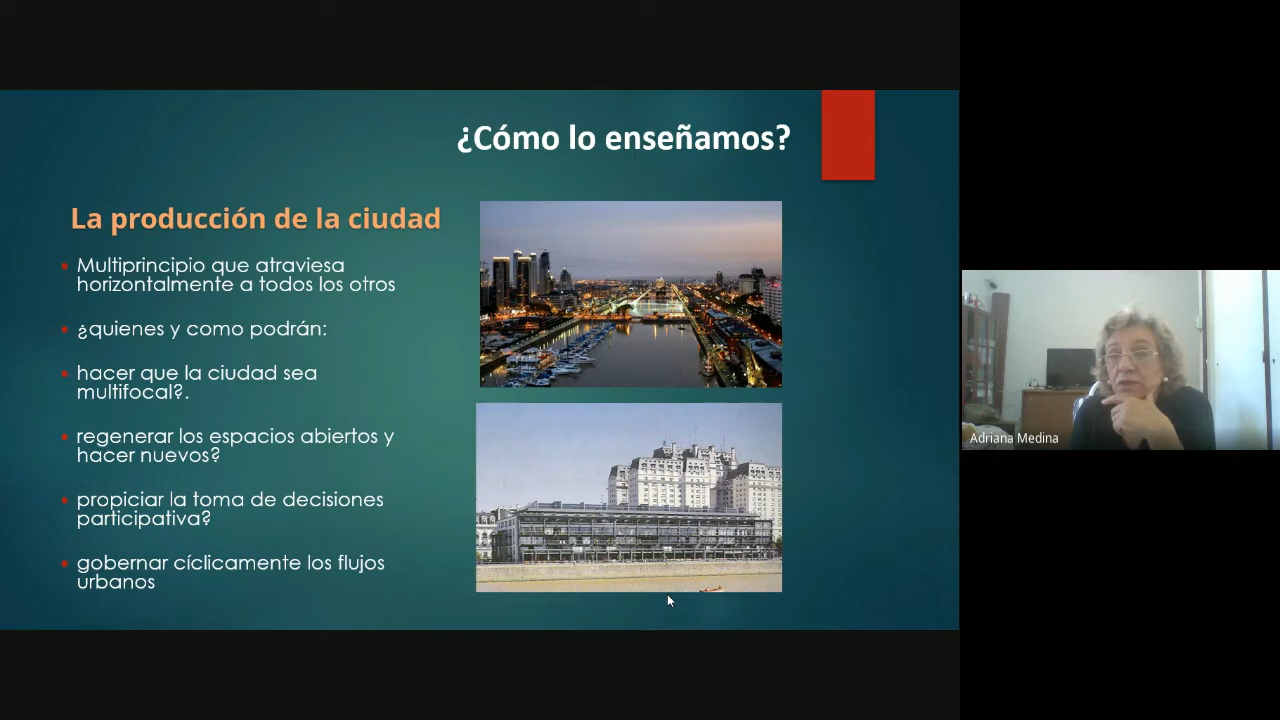 ¿Cómo lo enseñamos?
La producción de la ciudad
Multiprincipio que atraviesa
horizontalmente a todos los otros
¿quienes y como podrán:
hacer que la ciudad sea
multifocal?.
regenerar los espacios abiertos y
hacer nuevos?
propiciar la toma de decisiones
participativa?
gobernar cíclicamente los flujos
urbanos
Adriana Medina